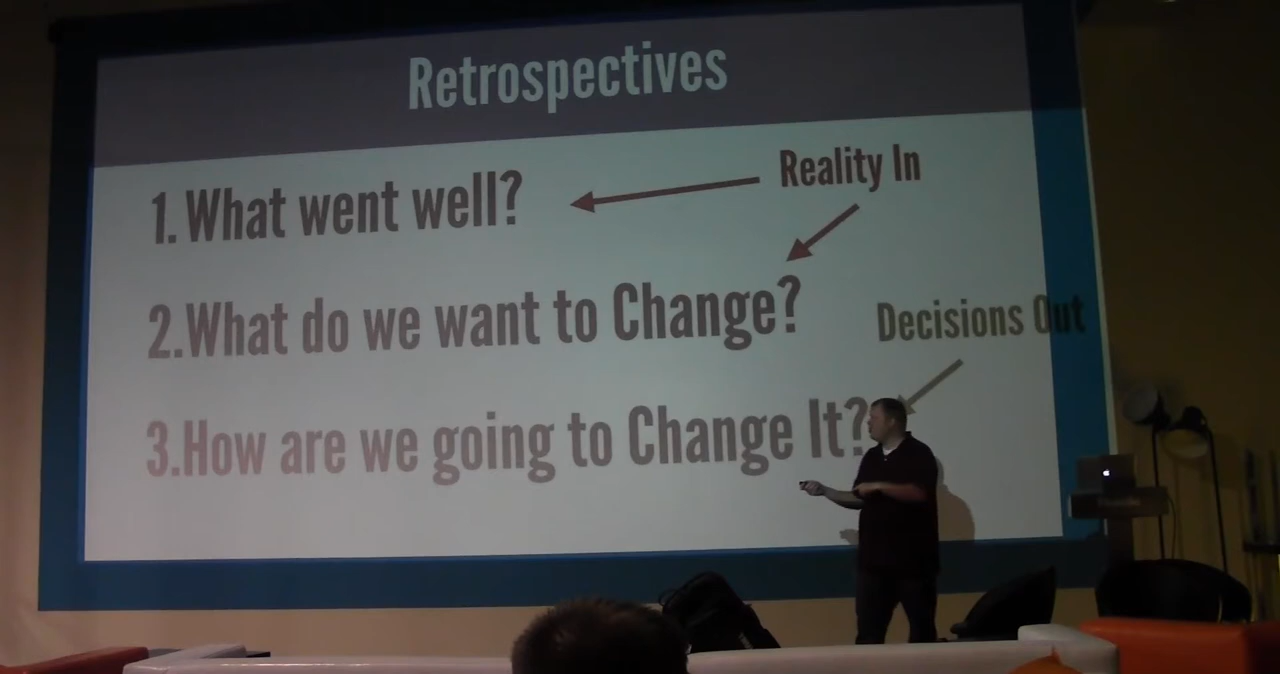 Retrospectives
1. What went well?
Reality In
2.What do we want to Change?
Decisions Out
3.How are we going to Change It?